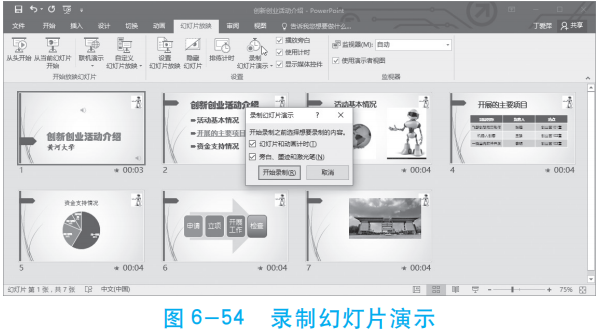 创新创业活动介绍 - PowerPoint
文件 开始 插入 设计 切换 动画 幻灯片放映 审阅 视图 告诉我您想要做什么... 丁爱萍 共享
从头开始 从当前幻灯片开始 联机演示 自定义幻灯片放映 设置幻灯片放映 隐藏幻灯片 排练计时 录制幻灯片演示
播放旁白
使用计时
显示媒体控件
监视器(M): 自动
使用演示者视图
开始放映幻灯片 设置 监视器
创新创业活动介绍
黄河大学
1 00:03
创新创业活动介绍
活动基本情况
开展的主要项目
资金支持情况
2
活动基本情况
00:04
开展的主要项目
4 00:04
录制幻灯片演示 ? ×
开始录制之前选择想要录制的内容。
幻灯片和动画计时(T)
旁白、墨迹和激光笔(N)
开始录制(R) 取消
资金支持情况
5 00:04
申请 立项 开展工作 检查
6 00:04
7 00:04
幻灯片 第 1 张，共 7 张 中文(中国) 75%
图 6-54 录制幻灯片演示